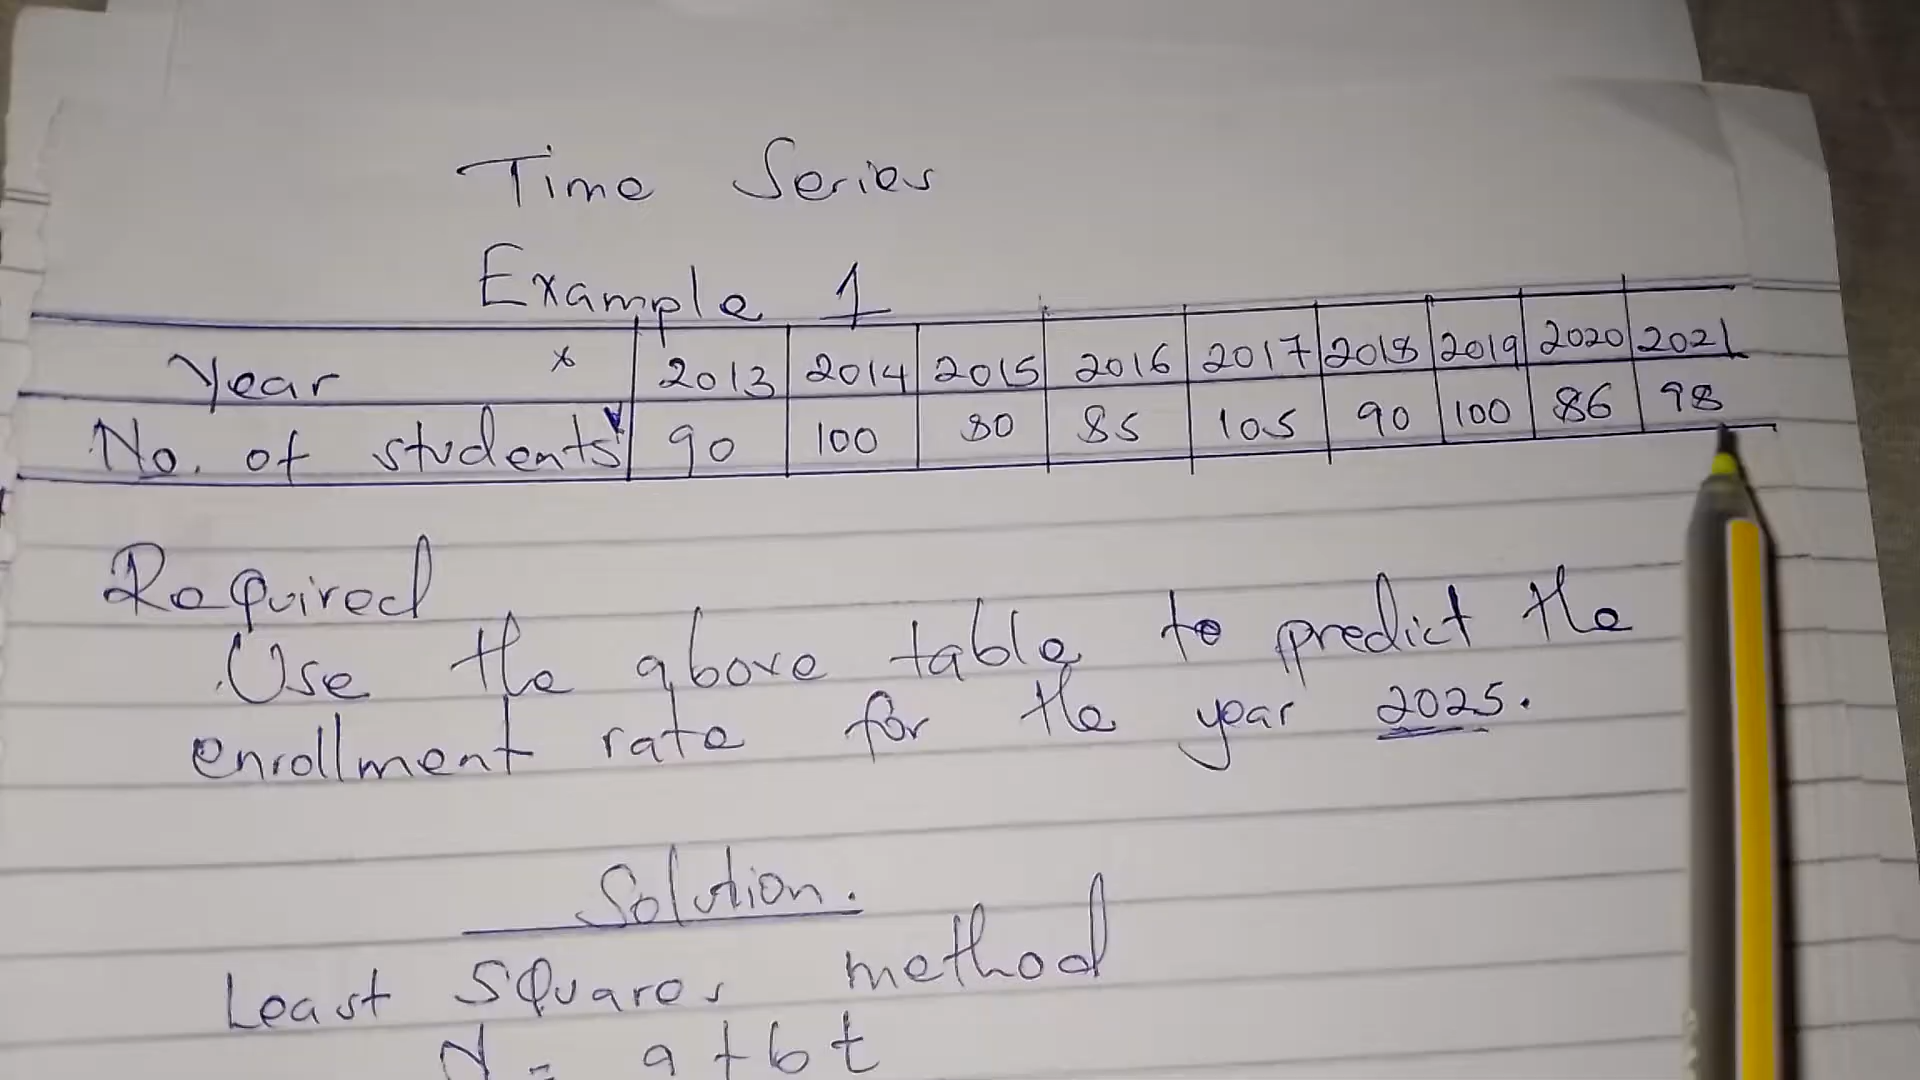 Time Series
Example 1
Year x 2013 2014 2015 2016 2017 2018 2019 2020 2021
No. of students Y 90 100 80 85 105 90 100 86 98
Required
Use the above table to predict the
enrollment rate for the year 2025.
Solution.
Least Squares method
Y = a + b t